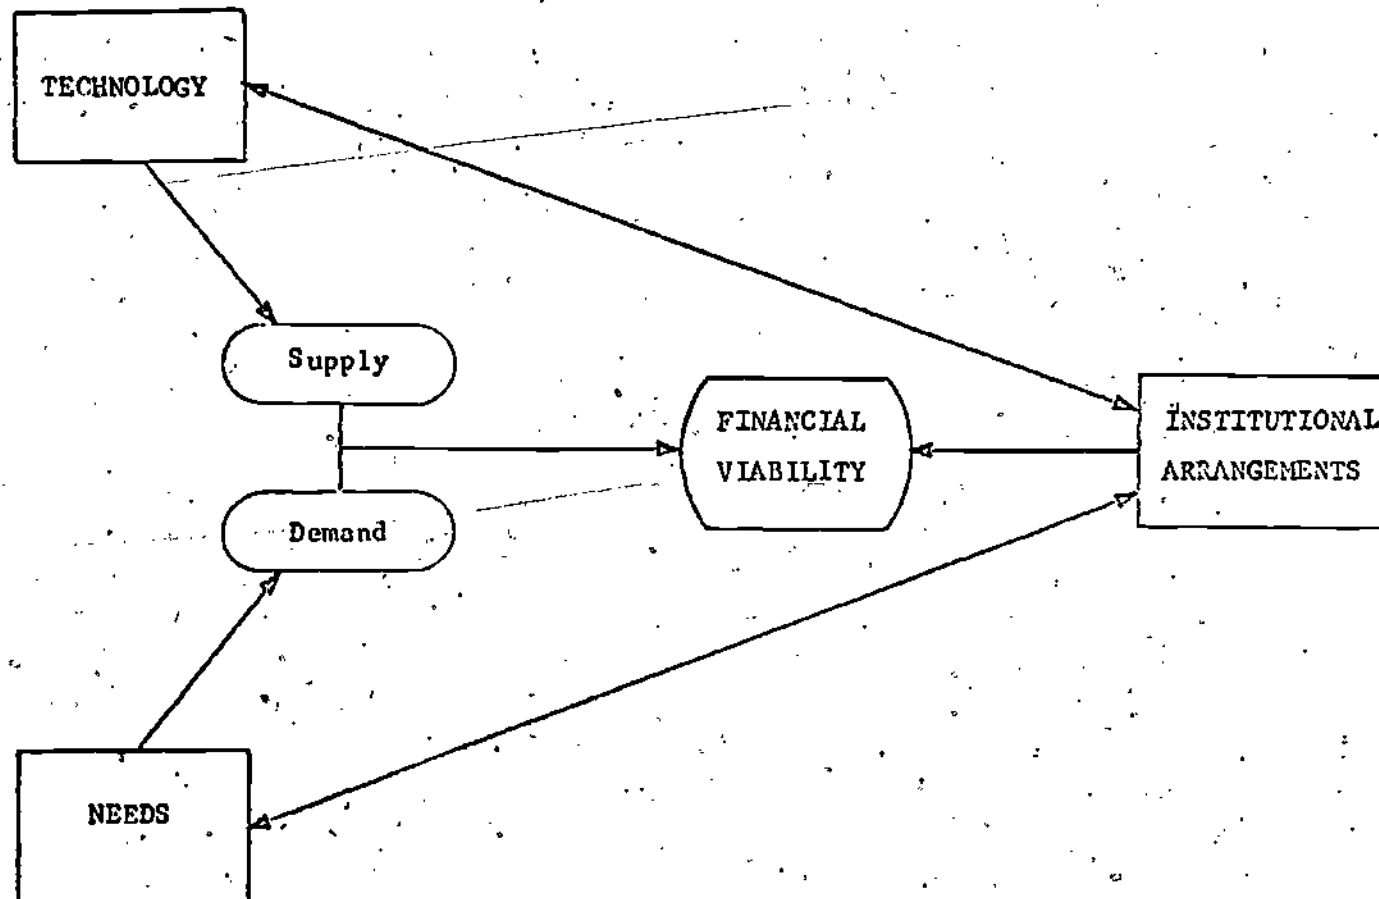 TECHNOLOGY
Supply
FINANCIAL
VIABILITY
INSTITUTIONAL
ARRANGEMENTS
Demand
NEEDS